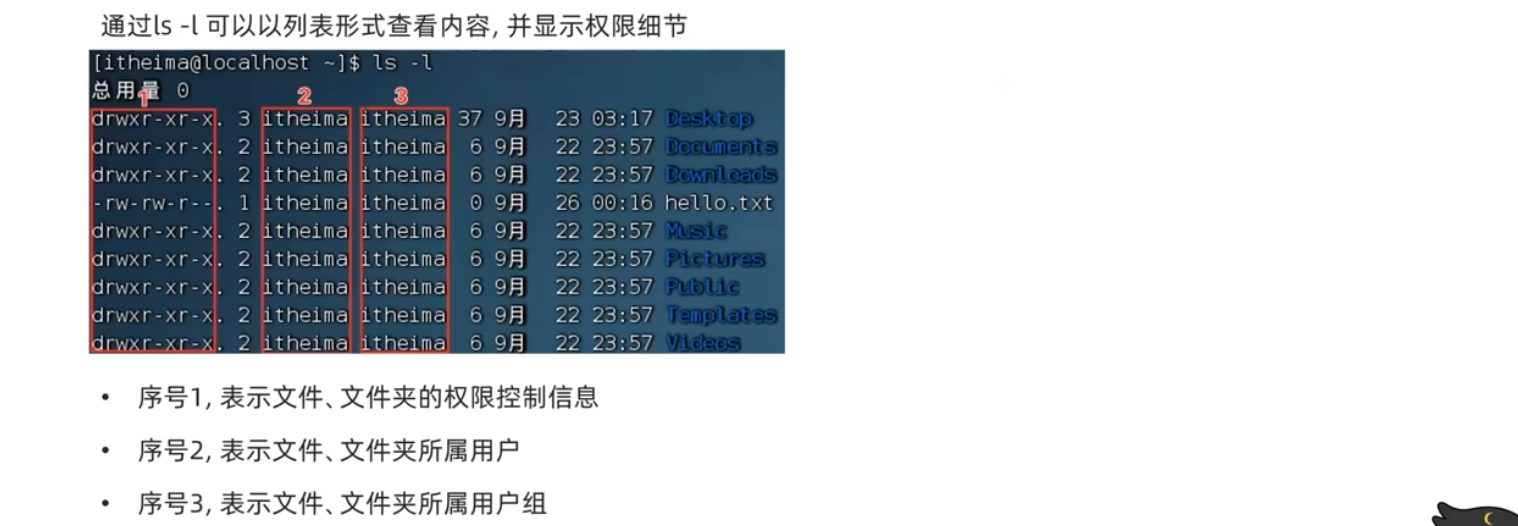 通过ls -l 可以以列表形式查看内容, 并显示权限细节
[itheima@localhost ~]$ ls -l
总用量 0
1 2 3
drwxr-xr-x. 3 itheima itheima 37 9月 23 03:17 Desktop
drwxr-xr-x. 2 itheima itheima 6 9月 22 23:57 Documents
drwxr-xr-x. 2 itheima itheima 6 9月 22 23:57 Downloads
-rw-rw-r--. 1 itheima itheima 0 9月 26 00:16 hello.txt
drwxr-xr-x. 2 itheima itheima 6 9月 22 23:57 Music
drwxr-xr-x. 2 itheima itheima 6 9月 22 23:57 Pictures
drwxr-xr-x. 2 itheima itheima 6 9月 22 23:57 Public
drwxr-xr-x. 2 itheima itheima 6 9月 22 23:57 Templates
drwxr-xr-x. 2 itheima itheima 6 9月 22 23:57 Videos
• 序号1, 表示文件、文件夹的权限控制信息
• 序号2, 表示文件、文件夹所属用户
• 序号3, 表示文件、文件夹所属用户组